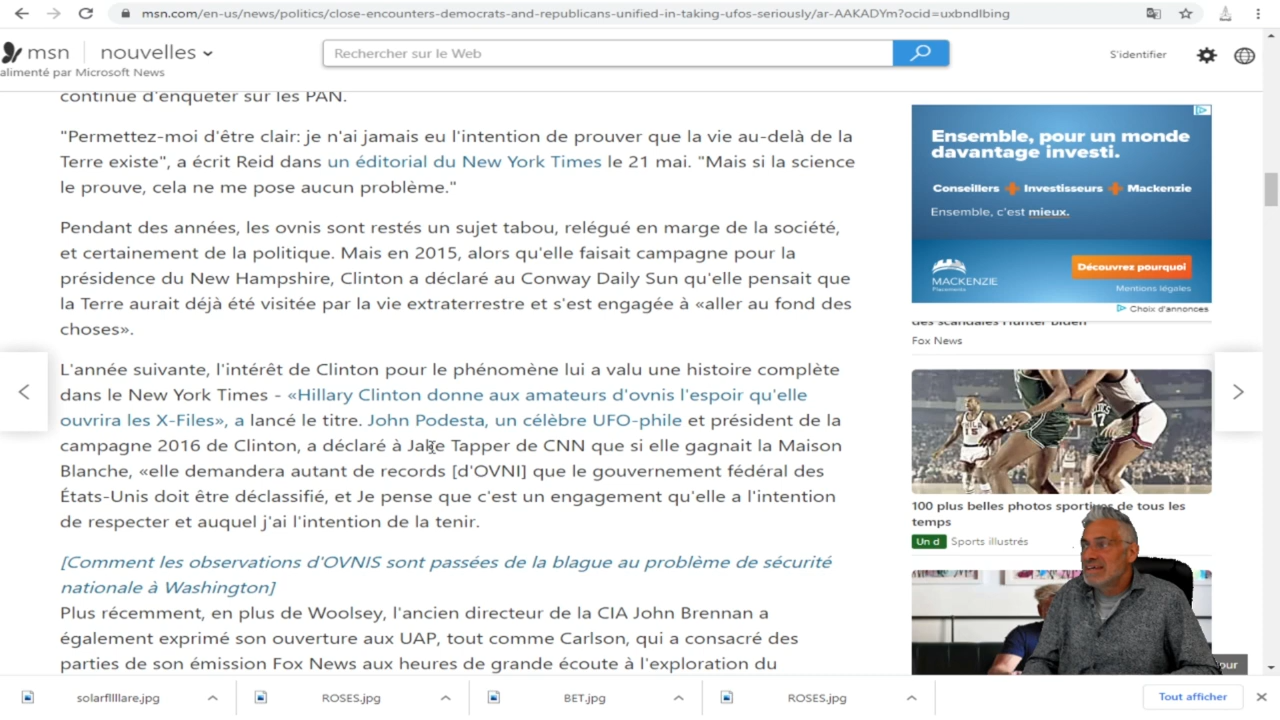 msn.com/en-us/news/politics/close-encounters-democrats-and-republicans-unified-in-taking-ufos-seriously/ar-AAKADYm?ocid=uxbndlbing
msn nouvelles
alimenté par Microsoft News
Rechercher sur le Web
S'identifier
continue d'enquêter sur les PAN.
"Permettez-moi d'être clair: je n'ai jamais eu l'intention de prouver que la vie au-delà de la
Terre existe", a écrit Reid dans un éditorial du New York Times le 21 mai. "Mais si la science
le prouve, cela ne me pose aucun problème."
Pendant des années, les ovnis sont restés un sujet tabou, relégué en marge de la société,
et certainement de la politique. Mais en 2015, alors qu'elle faisait campagne pour la
présidence du New Hampshire, Clinton a déclaré au Conway Daily Sun qu'elle pensait que
la Terre aurait déjà été visitée par la vie extraterrestre et s'est engagée à «aller au fond des
choses».
L'année suivante, l'intérêt de Clinton pour le phénomène lui a valu une histoire complète
dans le New York Times - «Hillary Clinton donne aux amateurs d'ovnis l'espoir qu'elle
ouvrira les X-Files», a lancé le titre. John Podesta, un célèbre UFO-phile et président de la
campagne 2016 de Clinton, a déclaré à Jake Tapper de CNN que si elle gagnait la Maison
Blanche, «elle demandera autant de records [d'OVNI] que le gouvernement fédéral des
États-Unis doit être déclassifié, et Je pense que c'est un engagement qu'elle a l'intention
de respecter et auquel j'ai l'intention de la tenir.
[Comment les observations d'OVNIS sont passées de la blague au problème de sécurité
nationale à Washington]
Plus récemment, en plus de Woolsey, l'ancien directeur de la CIA John Brennan a
également exprimé son ouverture aux UAP, tout comme Carlson, qui a consacré des
parties de son émission Fox News aux heures de grande écoute à l'exploration du
Ensemble, pour un monde
davantage investi.
Conseillers + Investisseurs + Mackenzie
Ensemble, c'est mieux.
MACKENZIE
Placements
Découvrez pourquoi
Mentions légales
Choix d'annonces
des scandales Hunter Biden
Fox News
PHILA
15
17
100 plus belles photos sportives de tous les
temps
Un d Sports illustrés
our
solarflllllare.jpg
ROSES.jpg
BET.jpg
ROSES.jpg
Tout afficher